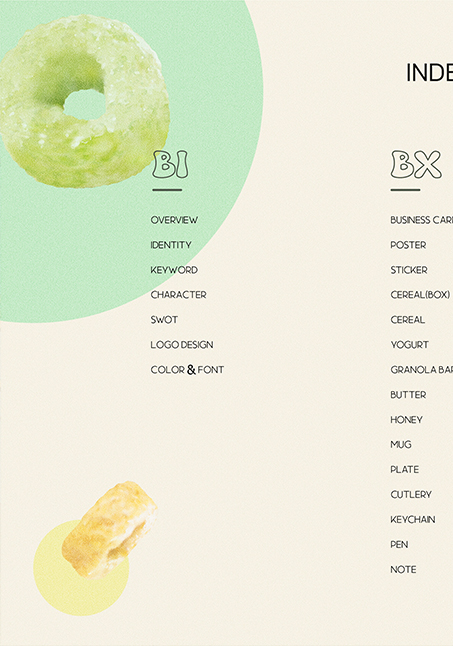 INDE
BI
OVERVIEW
IDENTITY
KEYWORD
CHARACTER
SWOT
LOGO DESIGN
COLOR & FONT
BX
BUSINESS CAR
POSTER
STICKER
CEREAL(BOX)
CEREAL
YOGURT
GRANOLA BAR
BUTTER
HONEY
MUG
PLATE
CUTLERY
KEYCHAIN
PEN
NOTE